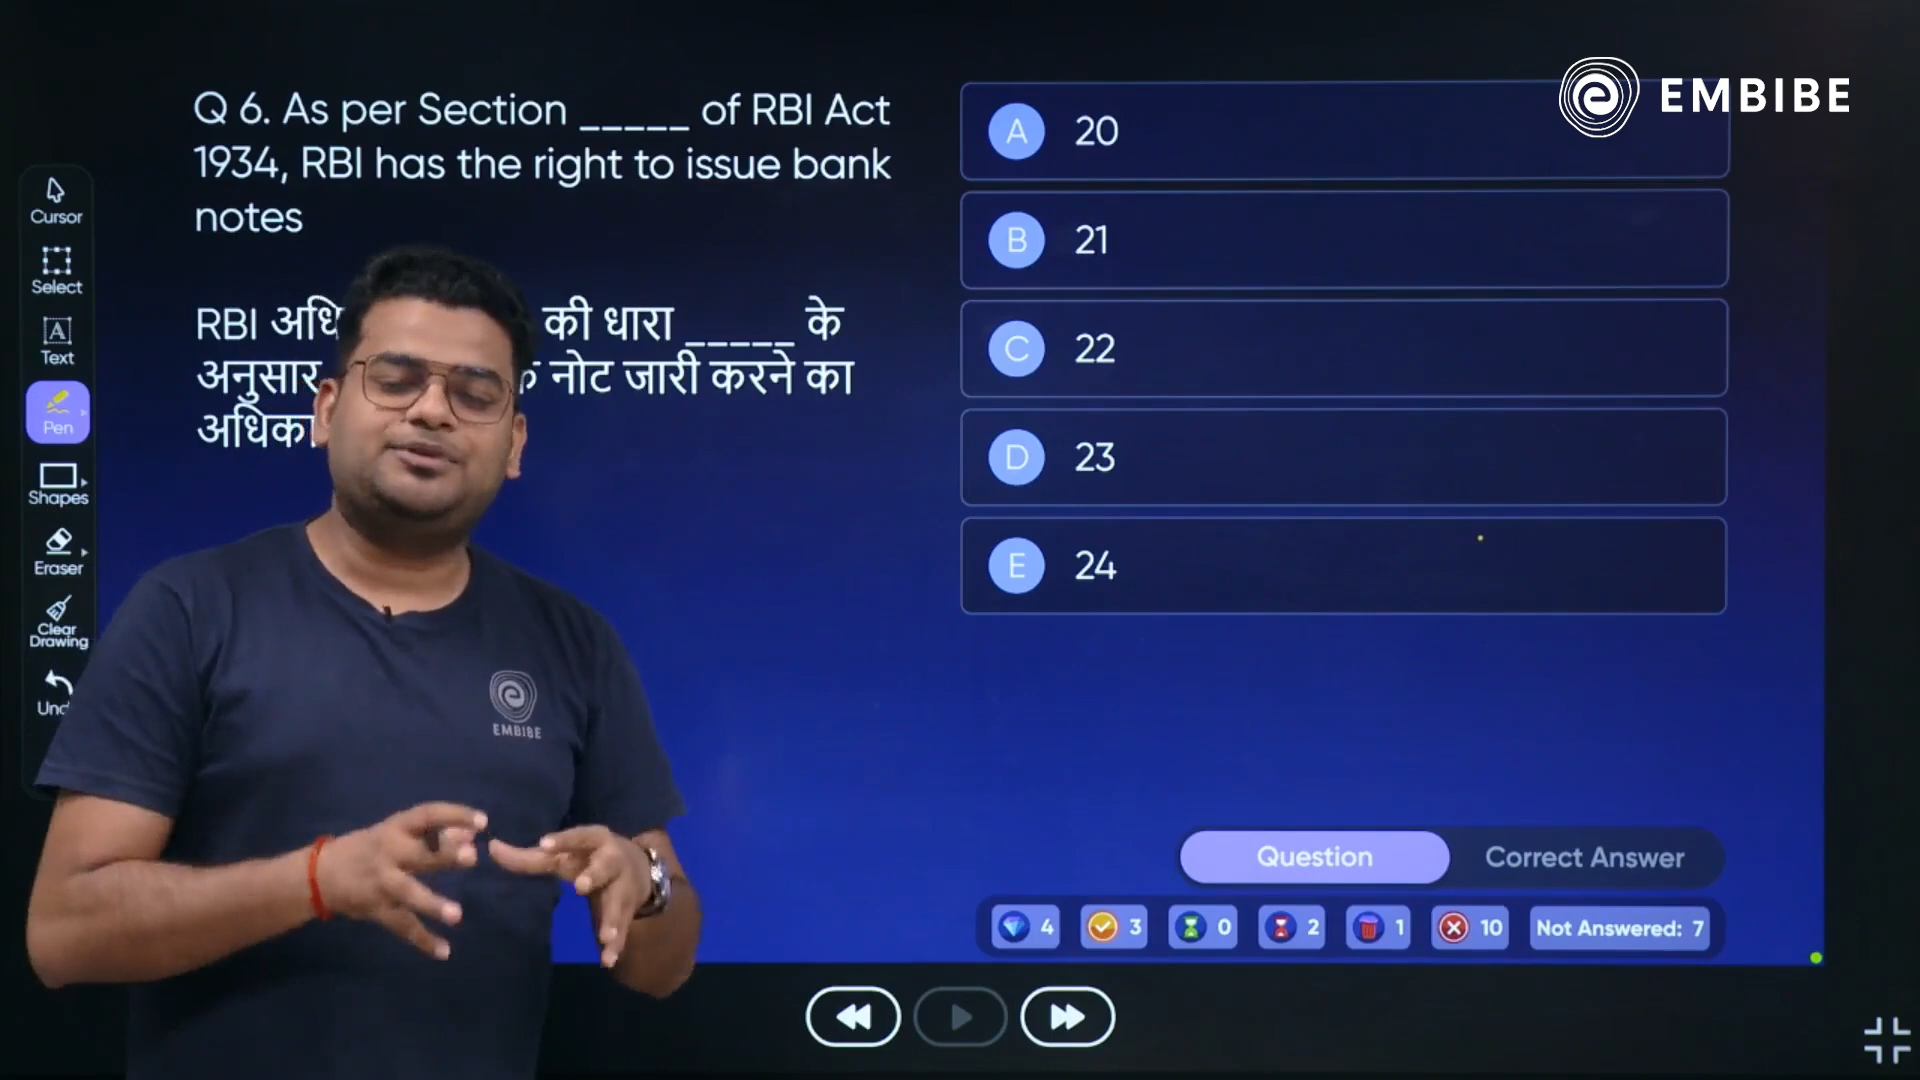 Q 6. As per Section _____ of RBI Act
1934, RBI has the right to issue bank
notes
RBI की धारा _____ के
अनुसार नोट जारी करने का
A 20
B 21
C 22
D 23
E 24
EMBIBE
Cursor
Select
Text
Pen
Shapes
Eraser
Clear
Drawing
EMBIBE
Question
Correct Answer
4
3
0
2
1
10
Not Answered: 7